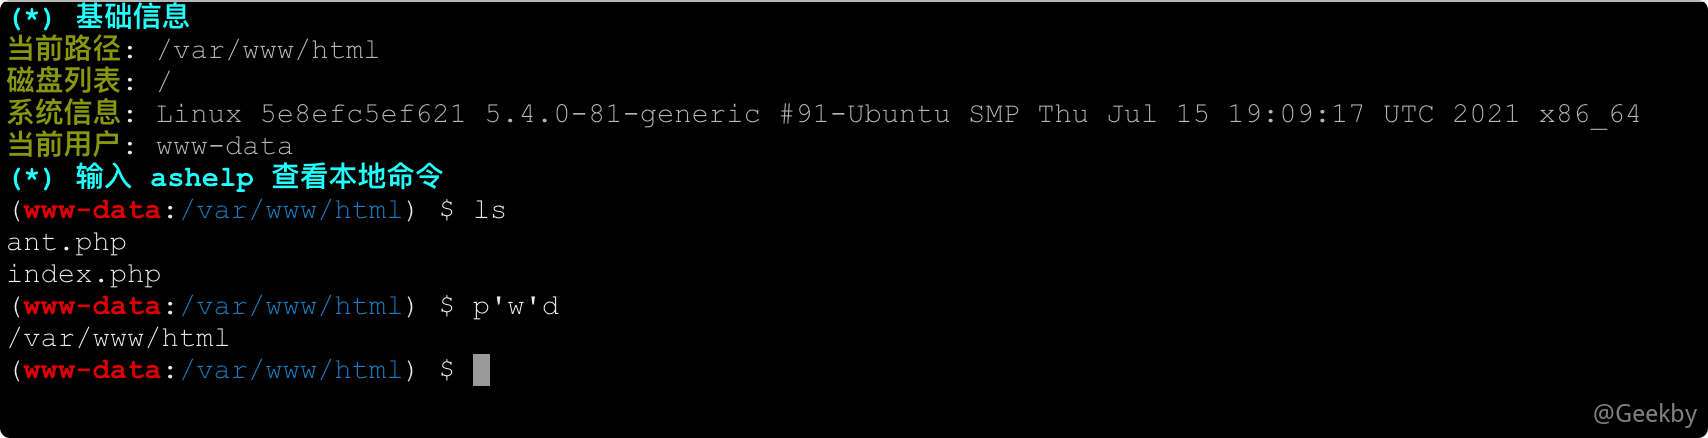 (*) 基础信息
当前路径: /var/www/html
磁盘列表: /
系统信息: Linux 5e8efc5ef621 5.4.0-81-generic #91-Ubuntu SMP Thu Jul 15 19:09:17 UTC 2021 x86_64
当前用户: www-data
(*) 输入 ashelp 查看本地命令
(www-data:/var/www/html) $ ls
ant.php
index.php
(www-data:/var/www/html) $ p'w'd
/var/www/html
(www-data:/var/www/html) $
@Geekby